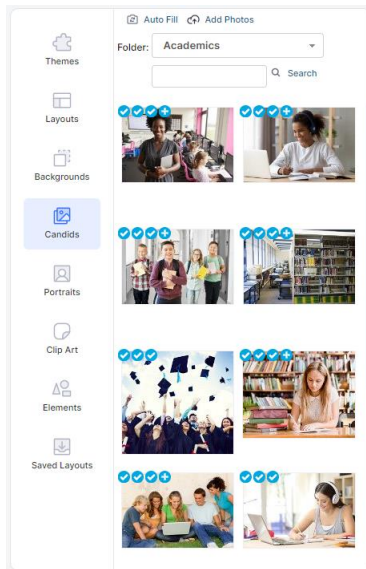 Auto Fill Add Photos
Folder: Academics
Search
Themes
Layouts
Backgrounds
Candids
Portraits
Clip Art
Elements
Saved Layouts